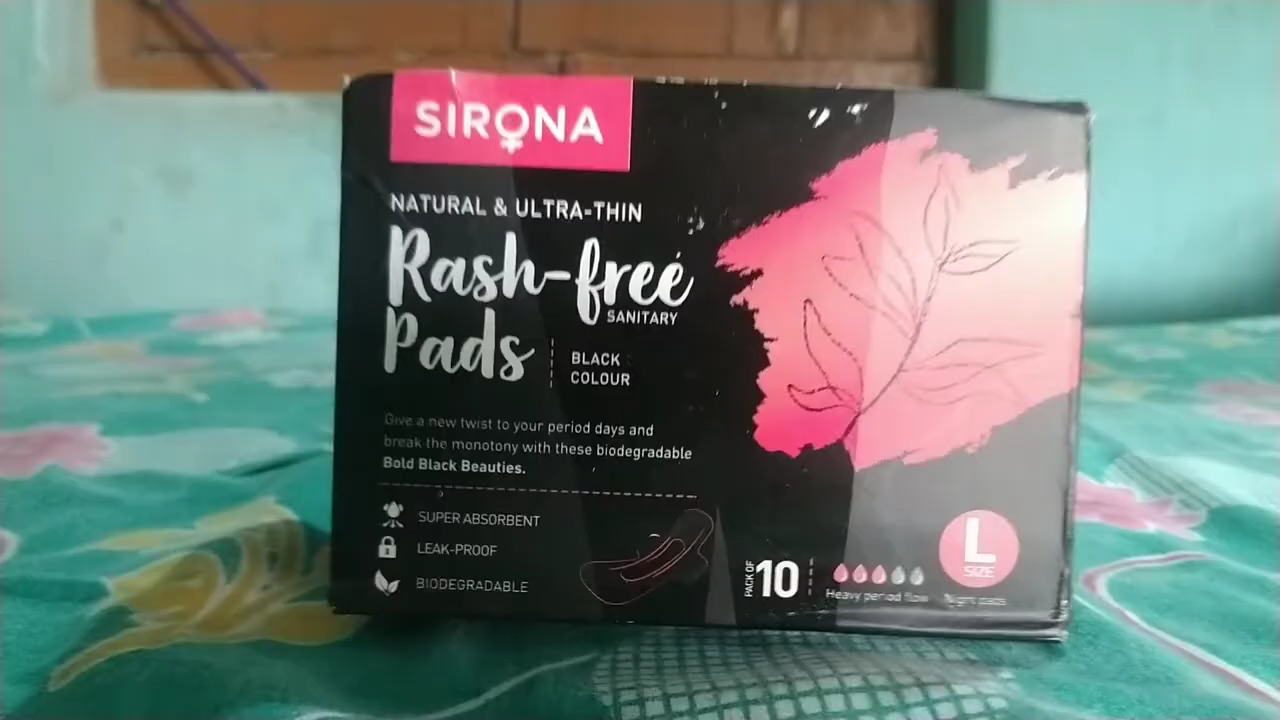 SIRONA
NATURAL & ULTRA-THIN
Rash-free
SANITARY
Pads
BLACK
COLOUR
Give a new twist to your period days and
break the monotony with these biodegradable
Bold Black Beauties.
SUPER ABSORBENT
LEAK-PROOF
BIODEGRADABLE
PACK OF
10
Heavy period flow
L
SIZE
Night pads